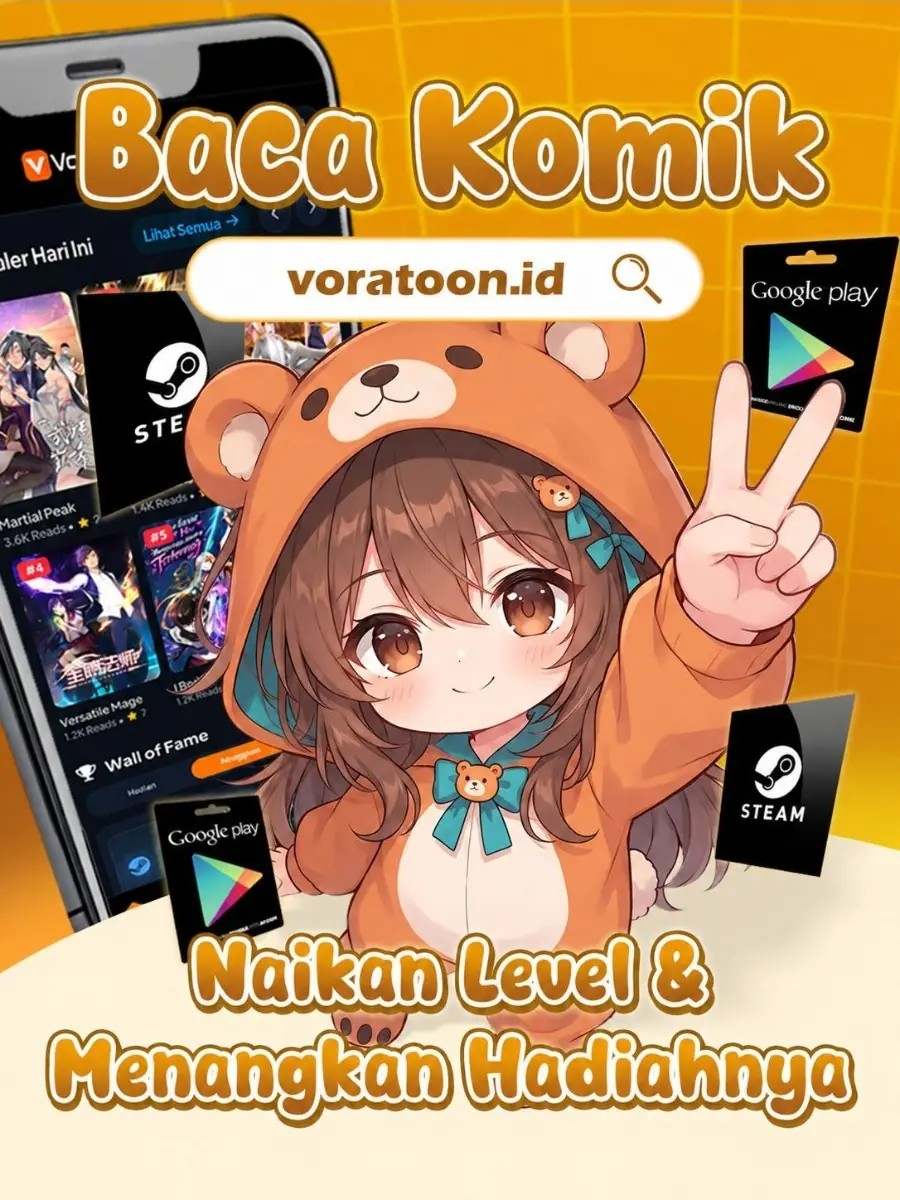 Baca Komik
voratoon.id
Lihat Semua →
Hari Ini
Google play
STEAM
Martial Peak
3.6K Reads
1.4K Reads
#4
#5
Versatile Mage
1.2K Reads
1.2K Reads
Wall of Fame
STEAM
Google play
Naikan Level &
Menangkan Hadiahnya